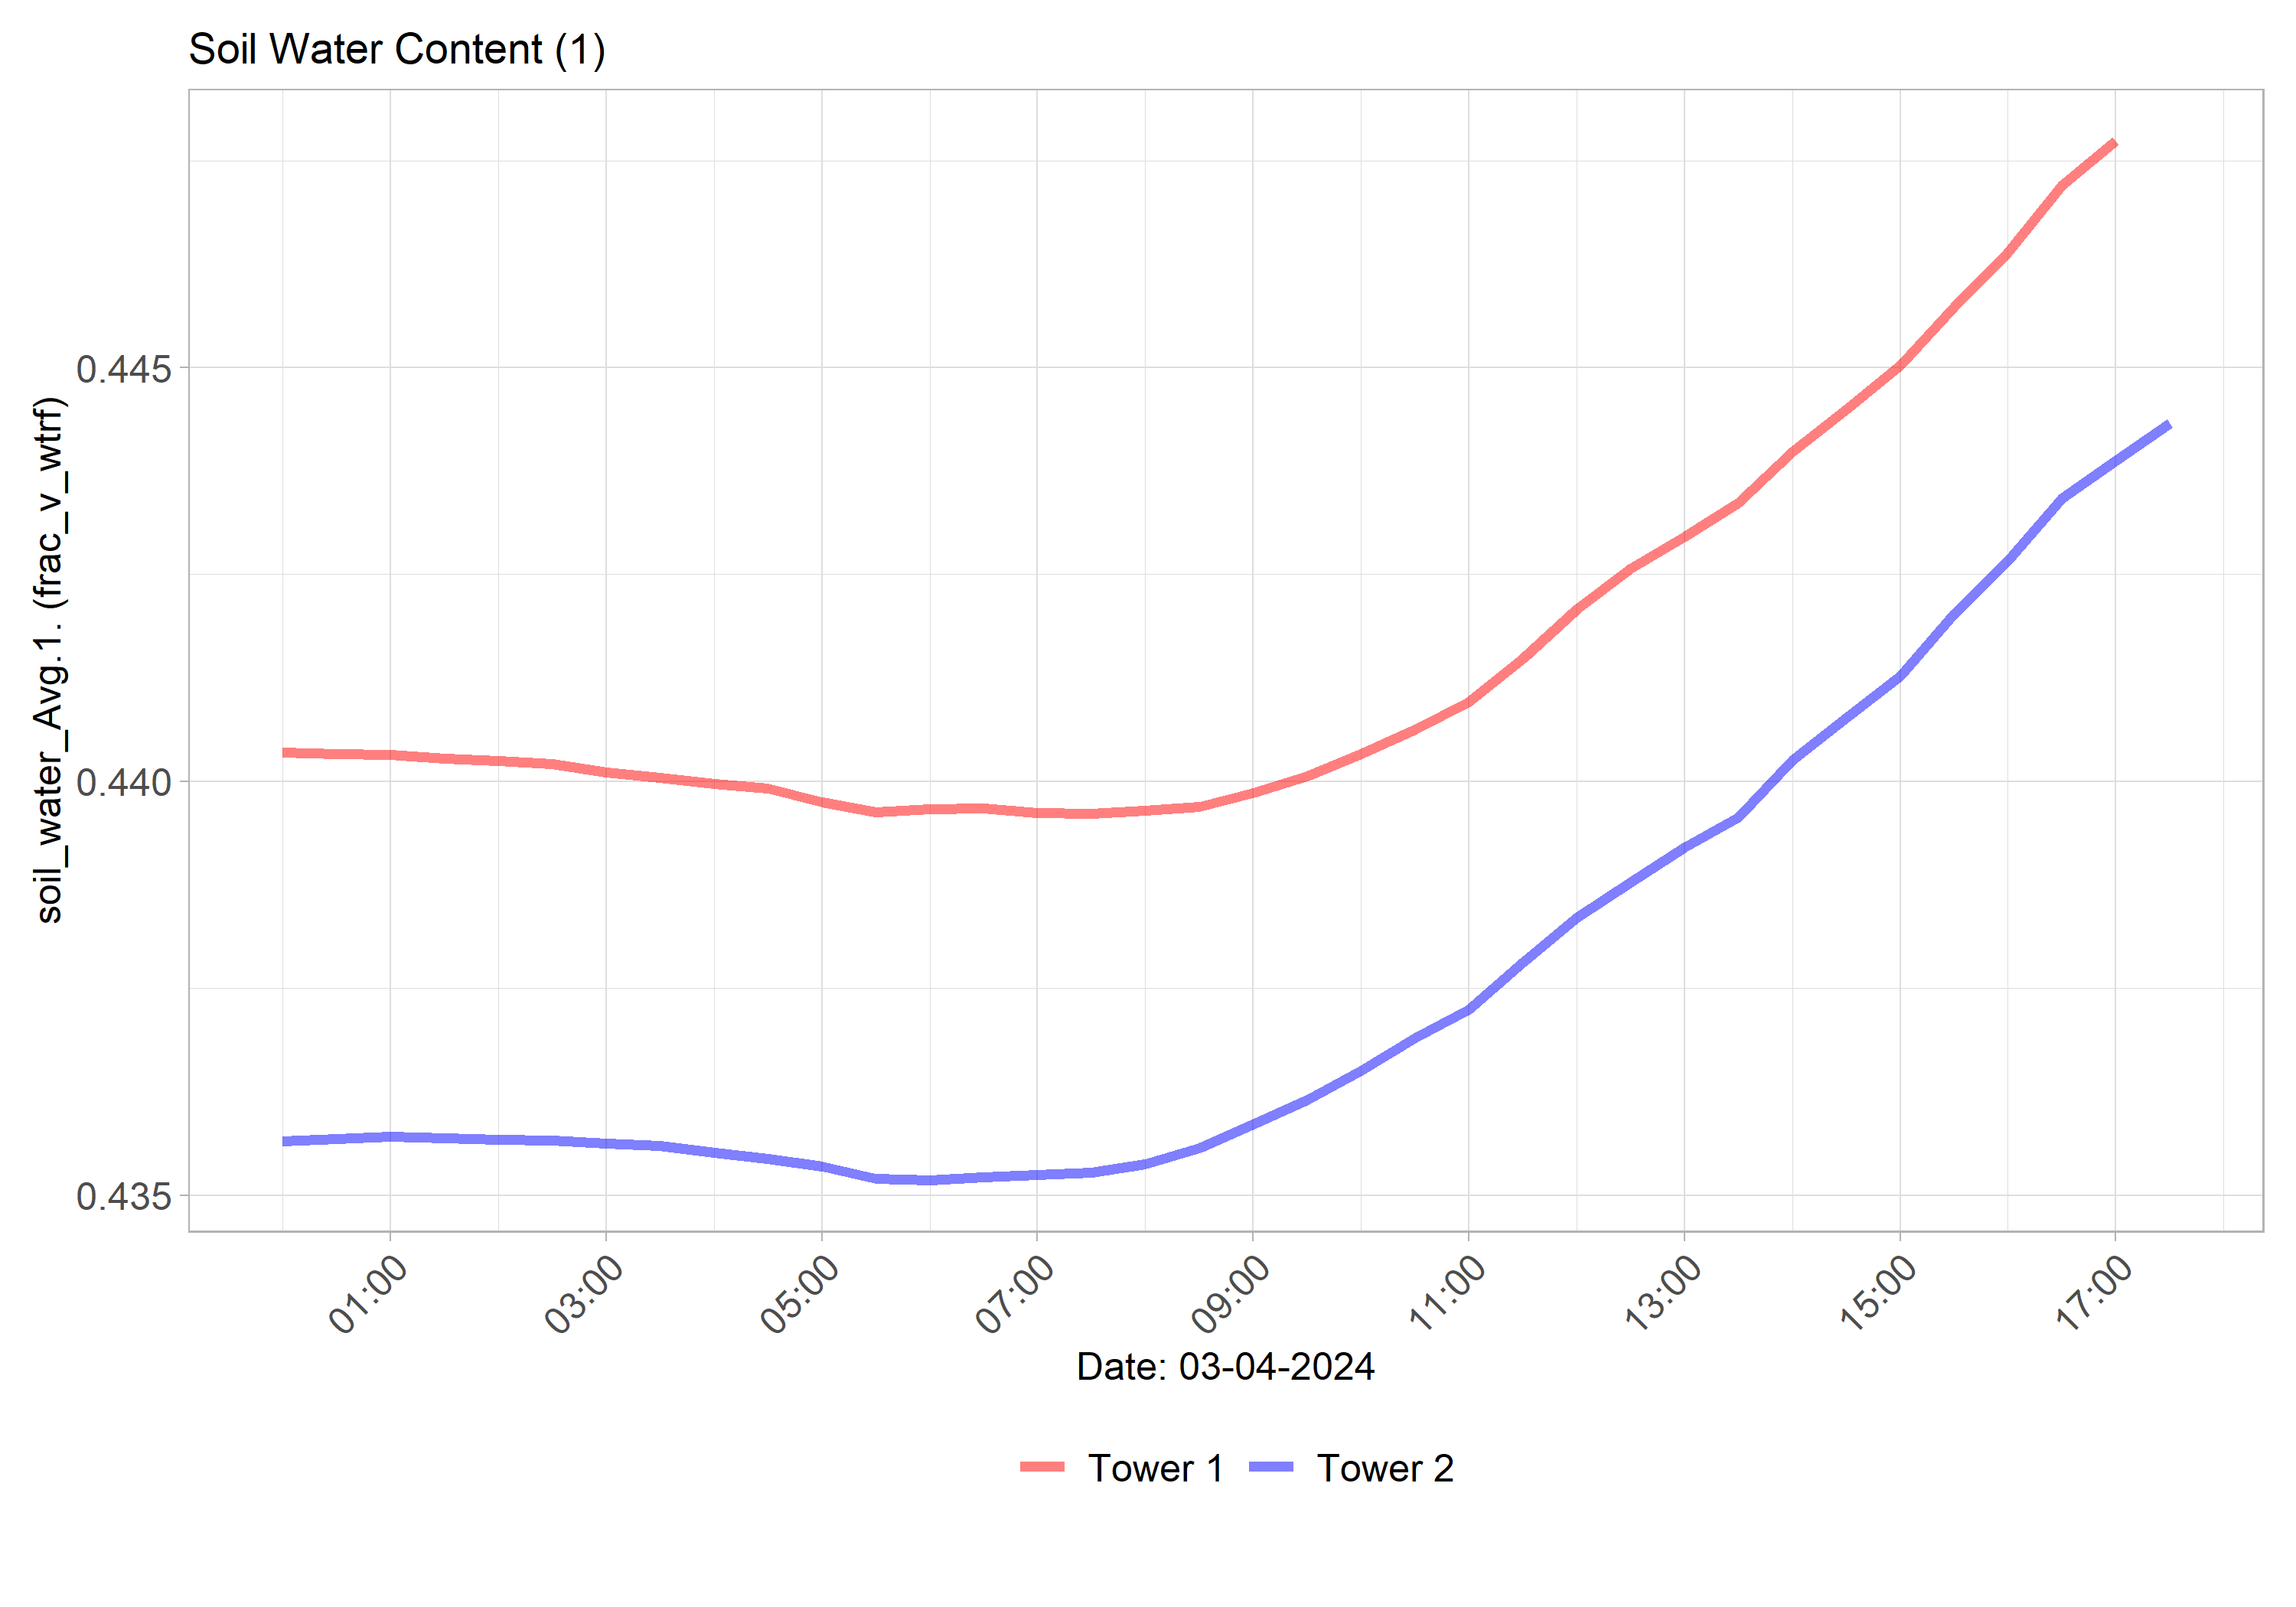 Soil Water Content (1)
soil_water_Avg.1. (frac_v_wtrf)
0.445
0.440
0.435
01:00
03:00
05:00
07:00
09:00
11:00
13:00
15:00
17:00
Date: 03-04-2024
Tower 1
Tower 2